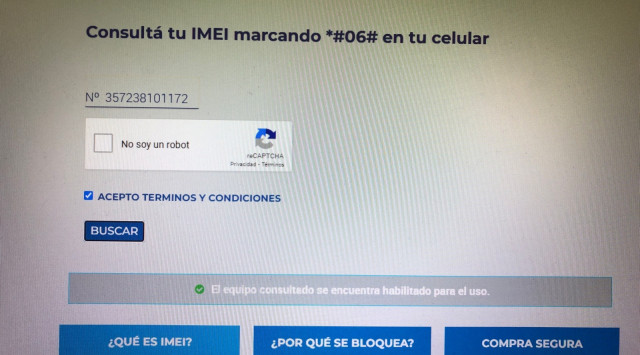 Consultá tu IMEI marcando *#06# en tu celular
Nº 357238101172
No soy un robot
reCAPTCHA
Privacidad - Términos
ACEPTO TERMINOS Y CONDICIONES
BUSCAR
El equipo consultado se encuentra habilitado para el uso.
¿QUÉ ES IMEI?
¿POR QUÉ SE BLOQUEA?
COMPRA SEGURA